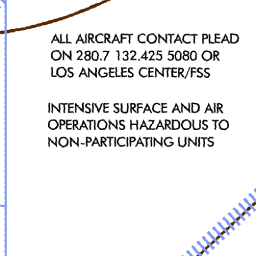 ALL AIRCRAFT CONTACT PLEAD
ON 280.7 132.425 5080 OR
LOS ANGELES CENTER/FSS
INTENSIVE SURFACE AND AIR
OPERATIONS HAZARDOUS TO
NON-PARTICIPATING UNITS